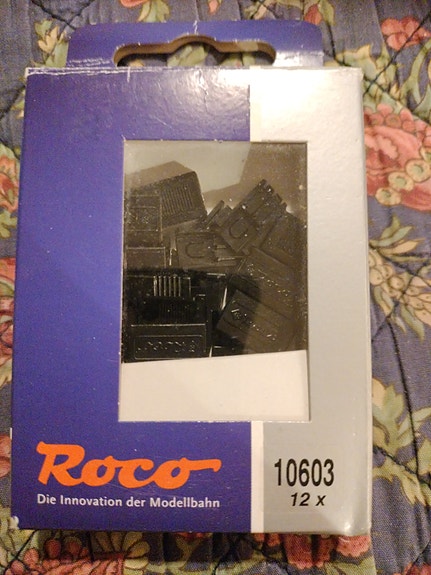 Roco
Die Innovation der Modellbahn
10603
12 x